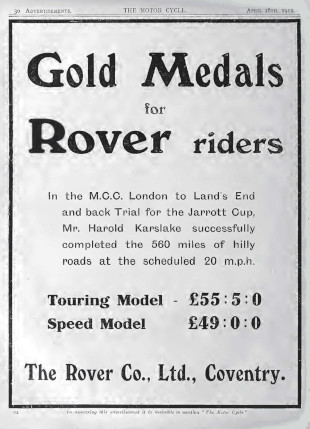 30 Advertisements. THE MOTOR CYCLE. April 18th, 1912.
Gold Medals
for
Rover riders
In the M.C.C. London to Land's End
and back Trial for the Jarrott Cup,
Mr. Harold Karslake successfully
completed the 560 miles of hilly
roads at the scheduled 20 m.p.h.
Touring Model - £55:5:0
Speed Model £49:0:0
The Rover Co., Ltd., Coventry.
In answering this advertisement it is desirable to mention "The Motor Cycle."